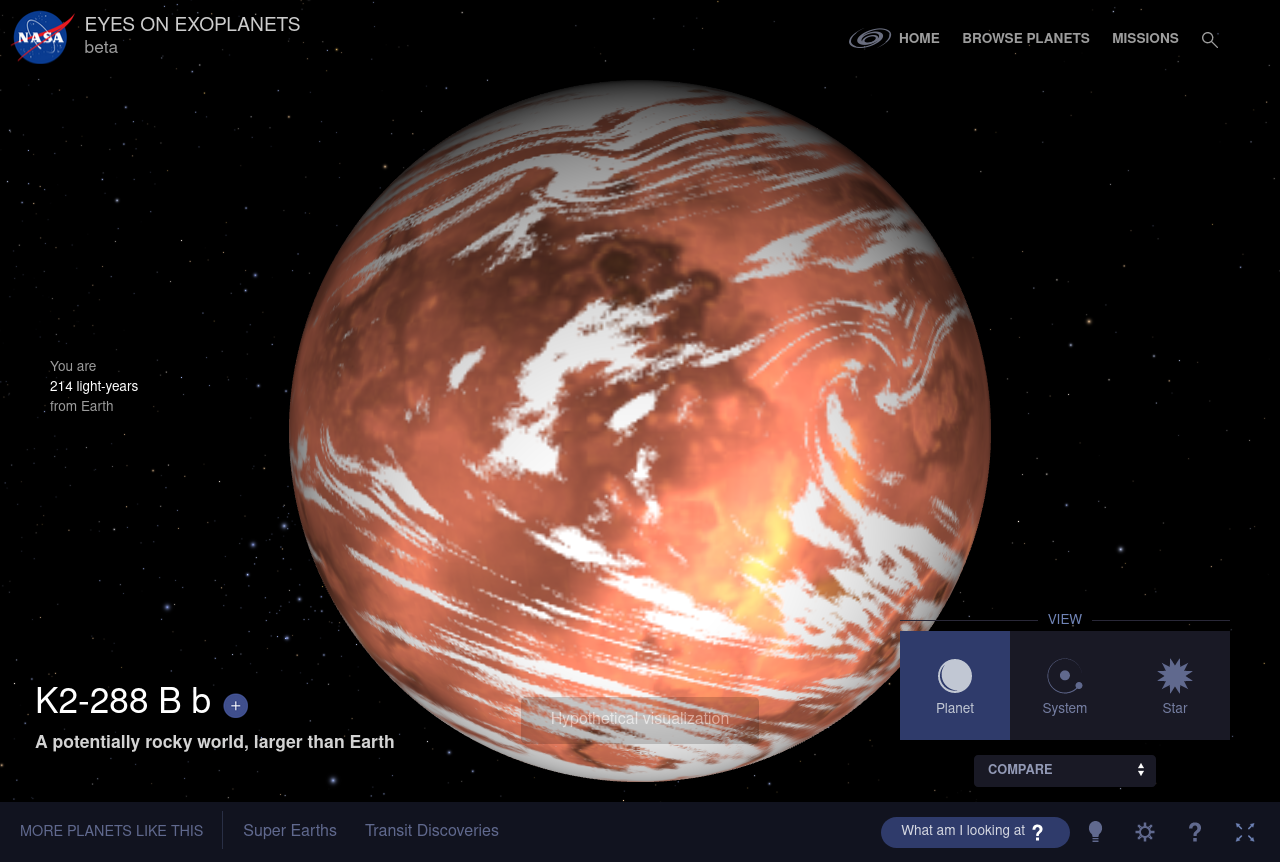 NASA
EYES ON EXOPLANETS
beta
HOME
BROWSE PLANETS
MISSIONS
You are
214 light-years
from Earth
VIEW
K2-288 B b +
A potentially rocky world, larger than Earth
Hypothetical visualization
Planet
System
Star
COMPARE
MORE PLANETS LIKE THIS
Super Earths
Transit Discoveries
What am I looking at ?
?